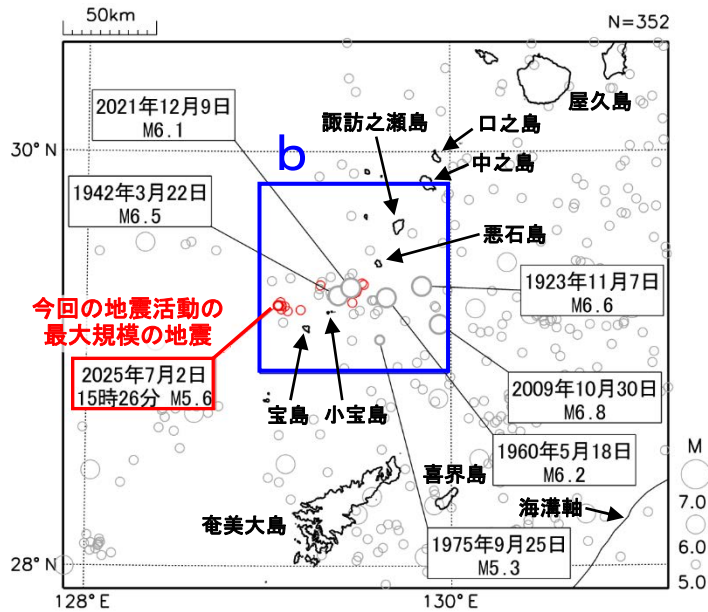 50km
N=352
屋久島
2021年12月9日
M6.1
諏訪之瀬島
口之島
30°N
b
中之島
1942年3月22日
M6.5
悪石島
1923年11月7日
M6.6
今回の地震活動の
最大規模の地震
2025年7月2日
15時26分 M5.6
2009年10月30日
M6.8
宝島
小宝島
1960年5月18日
M6.2
M
喜界島
海溝軸
7.0
奄美大島
1975年9月25日
M5.3
6.0
28°N
5.0
128°E
130°E